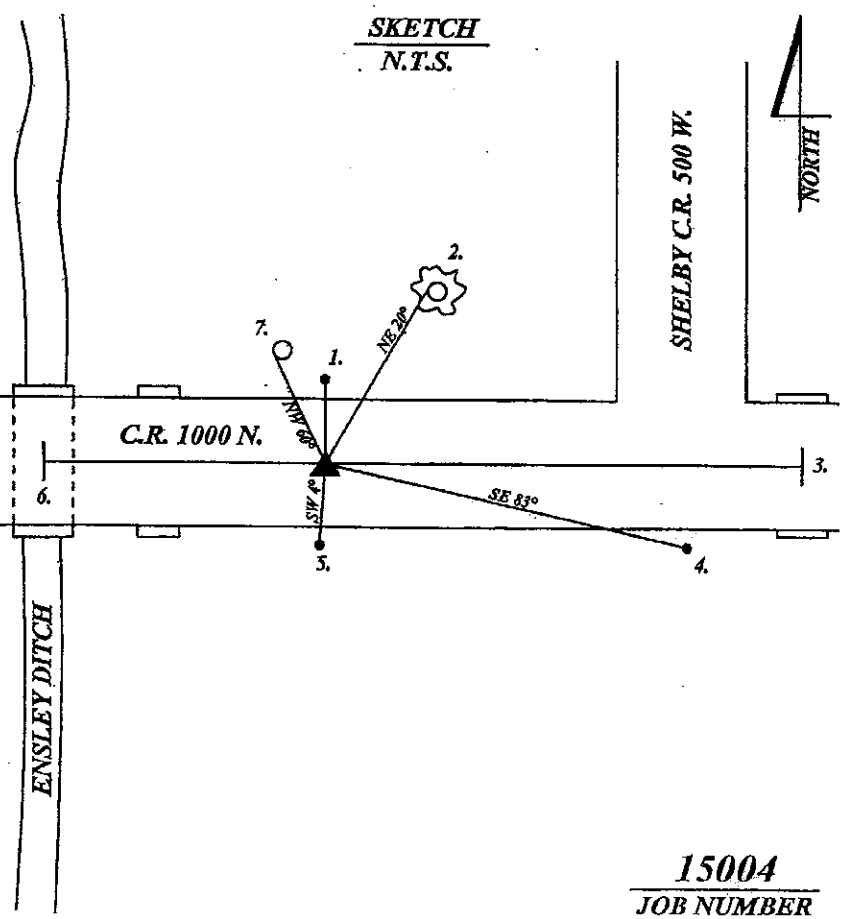 SKETCH
N.T.S.
NORTH
SHELBY C.R. 500 W.
2.
NE 20°
7.
1.
NW 60°
C.R. 1000 N.
3.
6.
SW 4°
SE 83°
5.
4.
ENSLEY DITCH
15004
JOB NUMBER